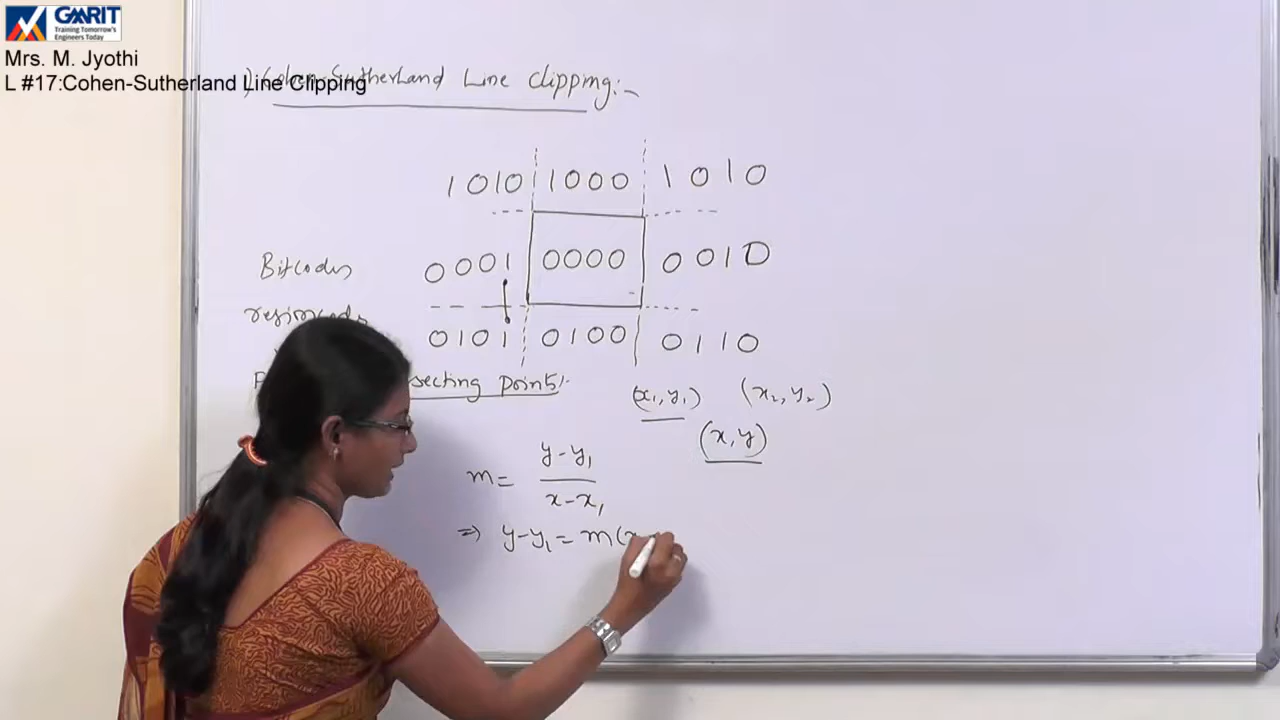 GMRIT
Training Tomorrow's
Engineers Today
Mrs. M. Jyothi
L #17:Cohen-Sutherland Line Clipping
1) Cohen-Sutherland Line Clipping:-
1010 1000 1010
Bitcodes 0001 0000 0010
0101 0100 0110
secting points:-
(x₁,y₁) (x₂,y₂)
(x,y)
m = y-y₁ / x-x₁
⇒ y-y₁ = m(x